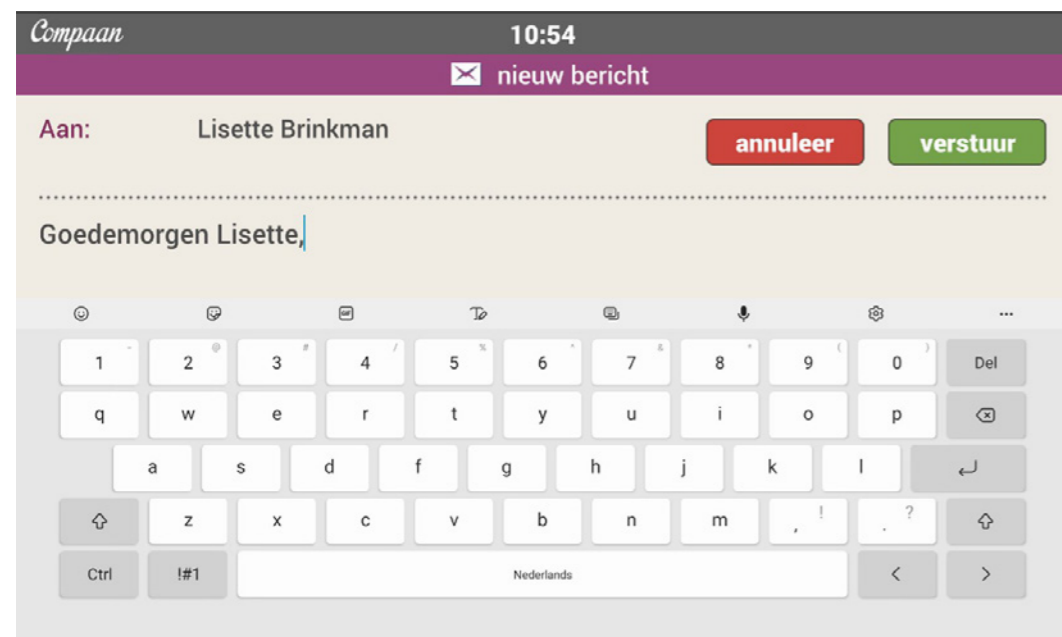 Compaan
10:54
nieuw bericht
Aan: Lisette Brinkman
annuleer verstuur
Goedemorgen Lisette,
GIF
1 2 @ 3 # 4 / 5 % 6 ^ 7 & 8 * 9 ( 0 ) Del
q w e r t y u i o p
a s d f g h j k l
z x c v b n m , ! . ?
Ctrl !#1 Nederlands < >